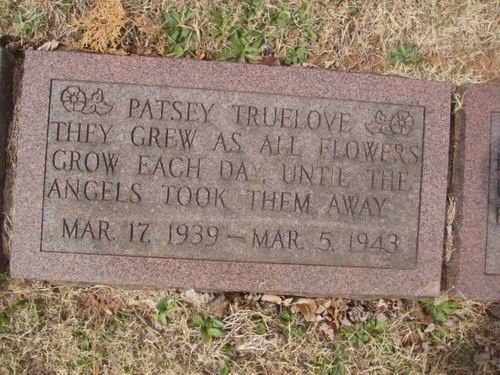 PATSEY TRUELOVE
THEY GREW AS ALL FLOWERS
GROW EACH DAY, UNTIL THE
ANGELS TOOK THEM AWAY
MAR. 17, 1939 — MAR. 5, 1943